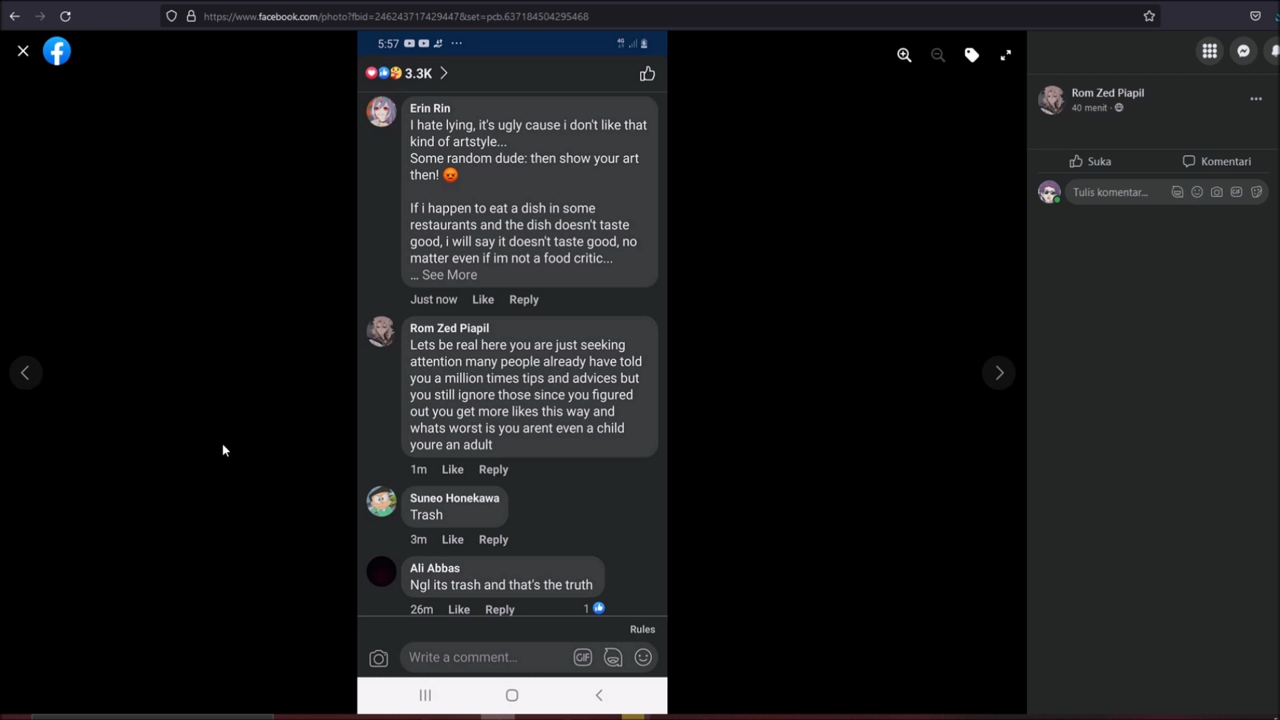 https://www.facebook.com/photo?fbid=246243717429447&set=pcb.637184504295468
5:57
4G
3.3K
Erin Rin
I hate lying, it's ugly cause i don't like that
kind of artstyle...
Some random dude: then show your art
then! 😡
If i happen to eat a dish in some
restaurants and the dish doesn't taste
good, i will say it doesn't taste good, no
matter even if im not a food critic...
... See More
Just now Like Reply
Rom Zed Piapil
Lets be real here you are just seeking
attention many people already have told
you a million times tips and advices but
you still ignore those since you figured
out you get more likes this way and
whats worst is you arent even a child
youre an adult
1m Like Reply
Suneo Honekawa
Trash
3m Like Reply
Ali Abbas
Ngl its trash and that's the truth
26m Like Reply 1
Rules
Write a comment...
GIF
Rom Zed Piapil
40 menit
Suka Komentari
Tulis komentar...
GIF